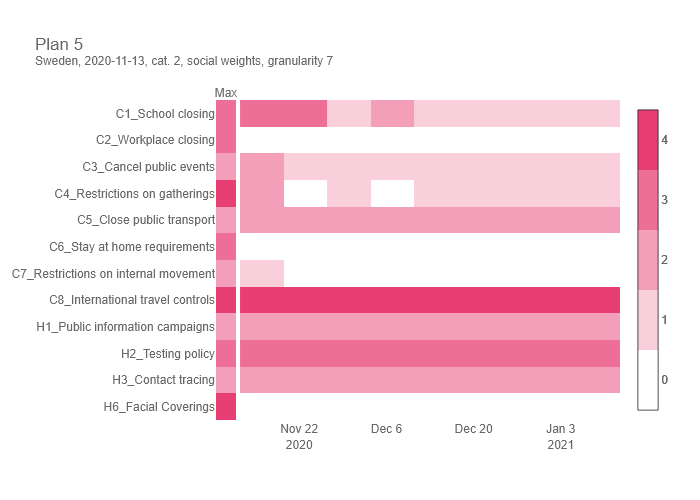 Plan 5
Sweden, 2020-11-13, cat. 2, social weights, granularity 7
Max
C1_School closing
C2_Workplace closing
C3_Cancel public events
C4_Restrictions on gatherings
C5_Close public transport
C6_Stay at home requirements
C7_Restrictions on internal movement
C8_International travel controls
H1_Public information campaigns
H2_Testing policy
H3_Contact tracing
H6_Facial Coverings
4
3
2
1
0
Nov 22 Dec 6 Dec 20 Jan 3
2020 2021